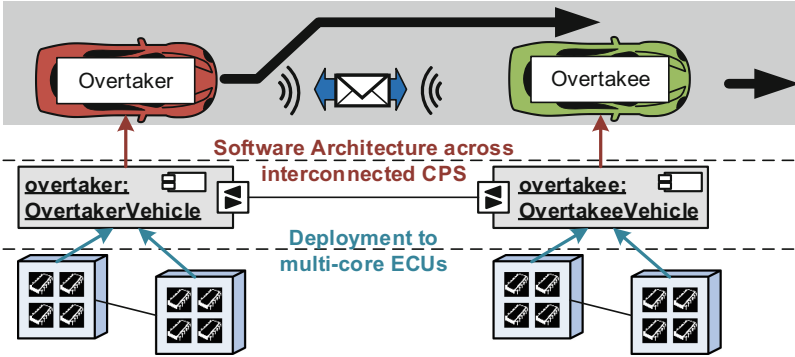 Overtaker
Overtakee
Software Architecture across
interconnected CPS
overtaker:
OvertakerVehicle
overtakee:
OvertakeeVehicle
Deployment to
multi-core ECUs